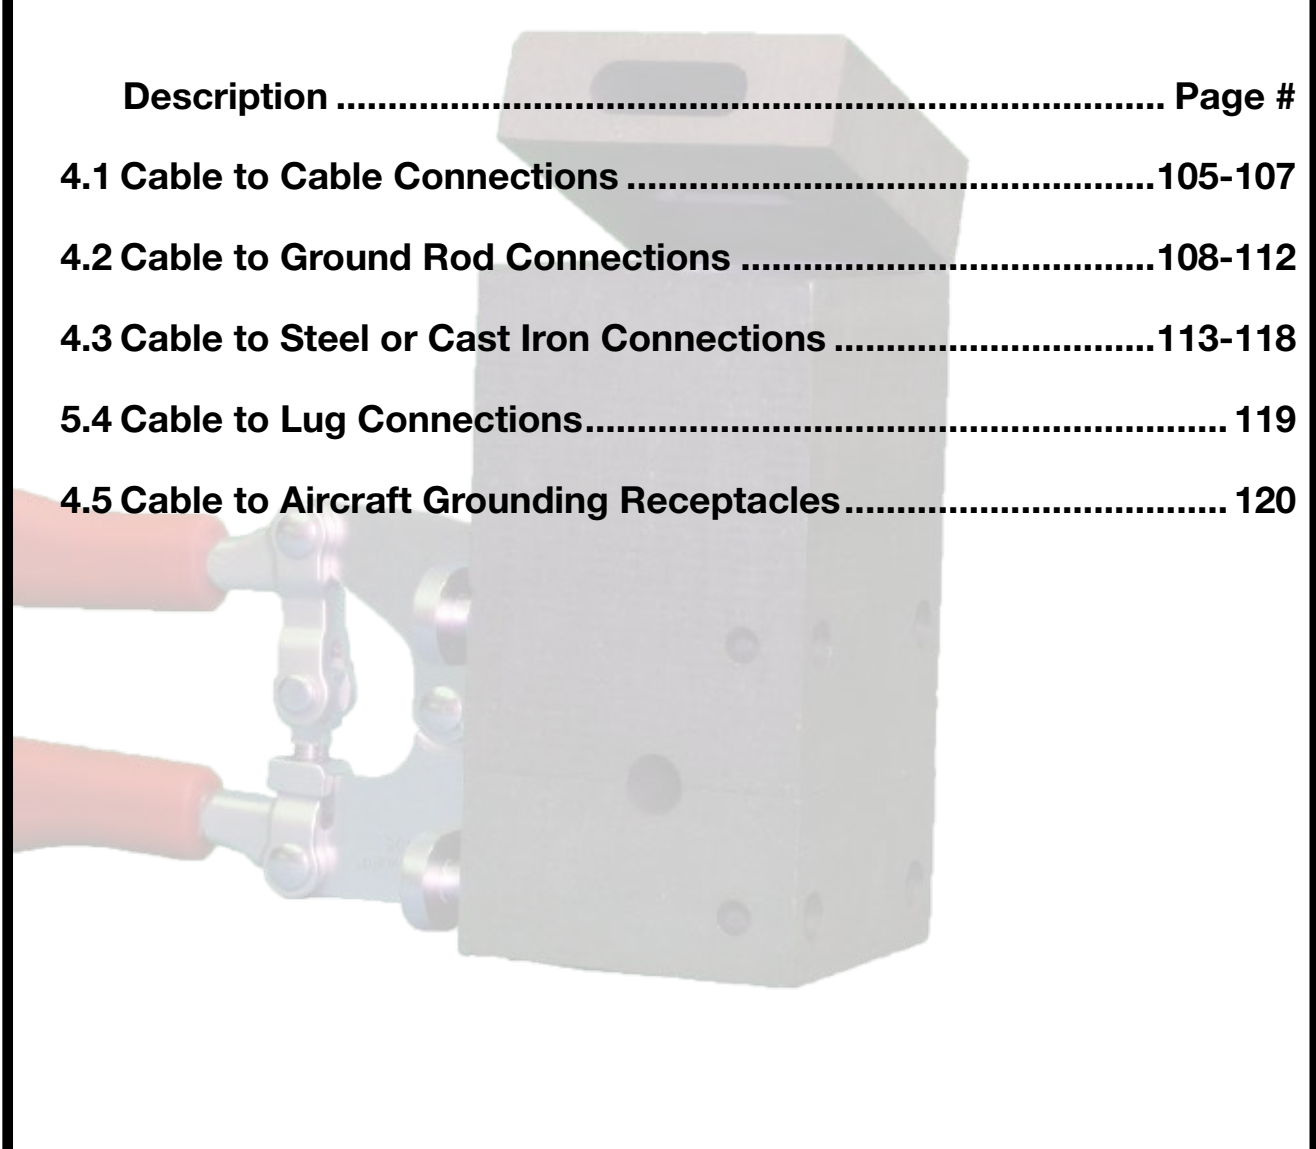 Description ................................................................................ Page #
4.1 Cable to Cable Connections ...................................................105-107
4.2 Cable to Ground Rod Connections ........................................108-112
4.3 Cable to Steel or Cast Iron Connections ...............................113-118
5.4 Cable to Lug Connections.............................................................. 119
4.5 Cable to Aircraft Grounding Receptacles..................................... 120